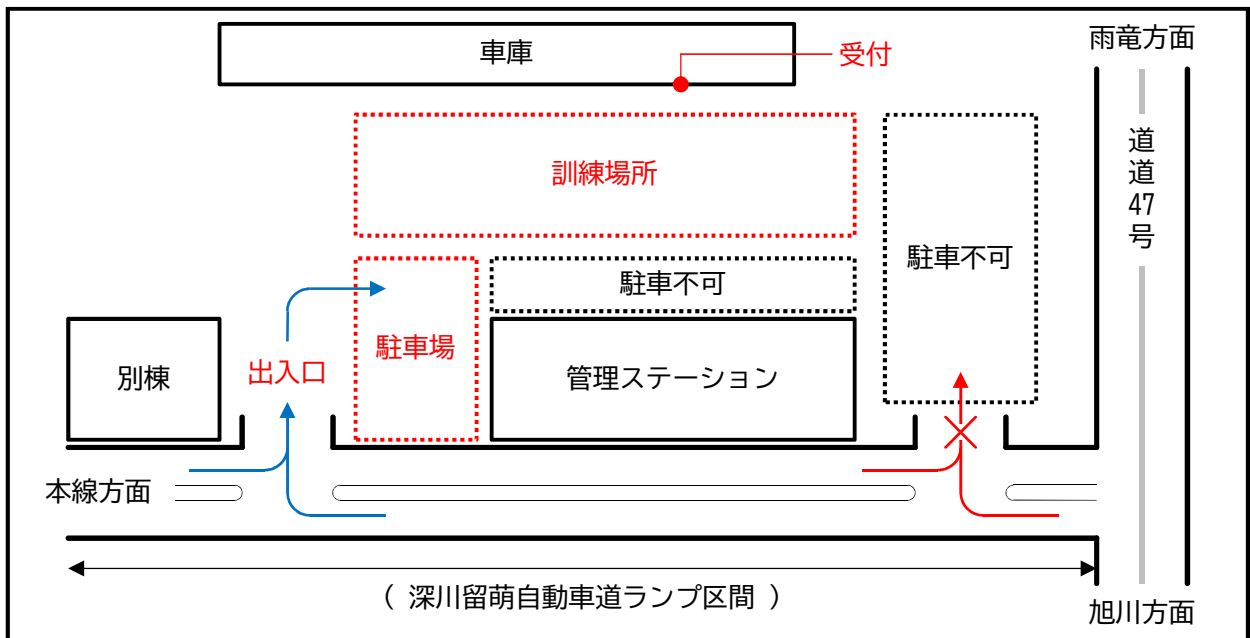 車庫
受付
雨竜方面
道道47号
訓練場所
駐車不可
駐車不可
駐車場
別棟
出入口
管理ステーション
本線方面
（ 深川留萌自動車道ランプ区間 ）
旭川方面